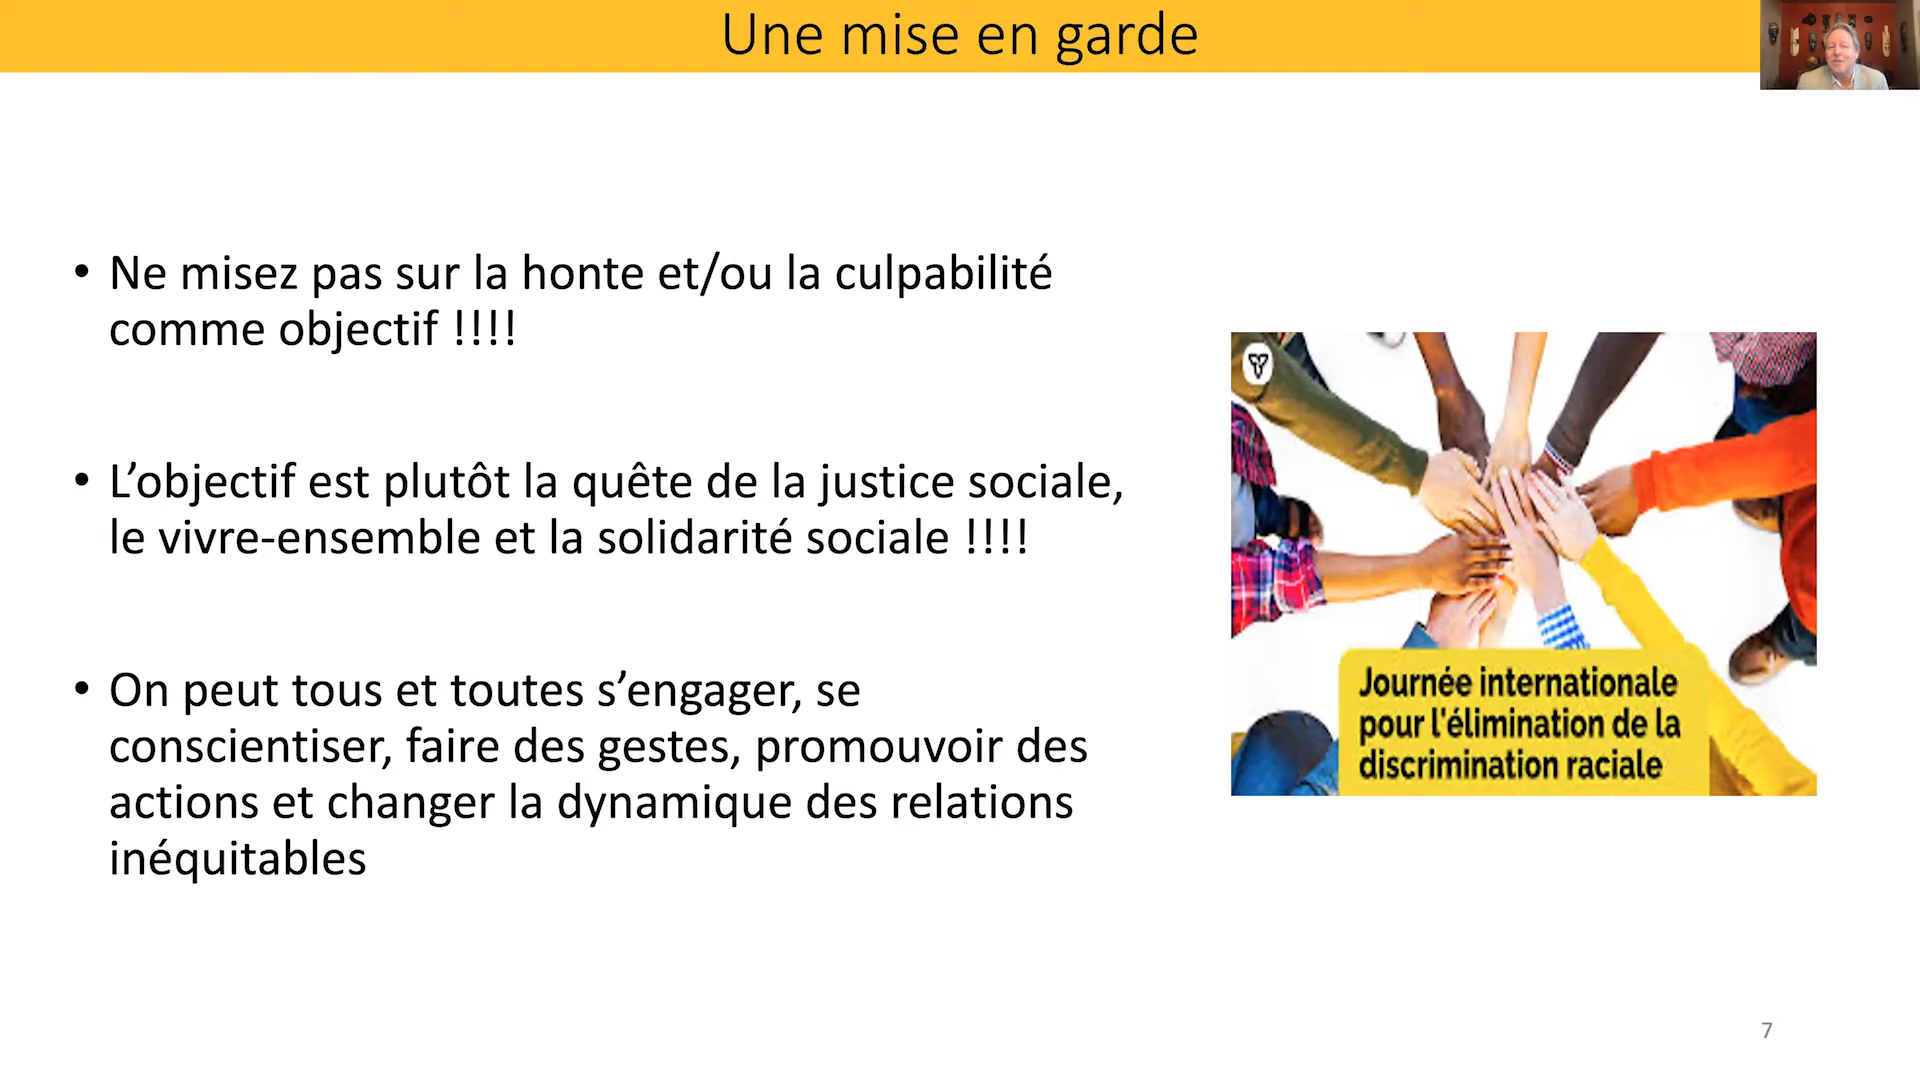 Une mise en garde
• Ne misez pas sur la honte et/ou la culpabilité
comme objectif !!!!
• L’objectif est plutôt la quête de la justice sociale,
le vivre-ensemble et la solidarité sociale !!!!
• On peut tous et toutes s’engager, se
conscientiser, faire des gestes, promouvoir des
actions et changer la dynamique des relations
inéquitables
Journée internationale
pour l'élimination de la
discrimination raciale
7